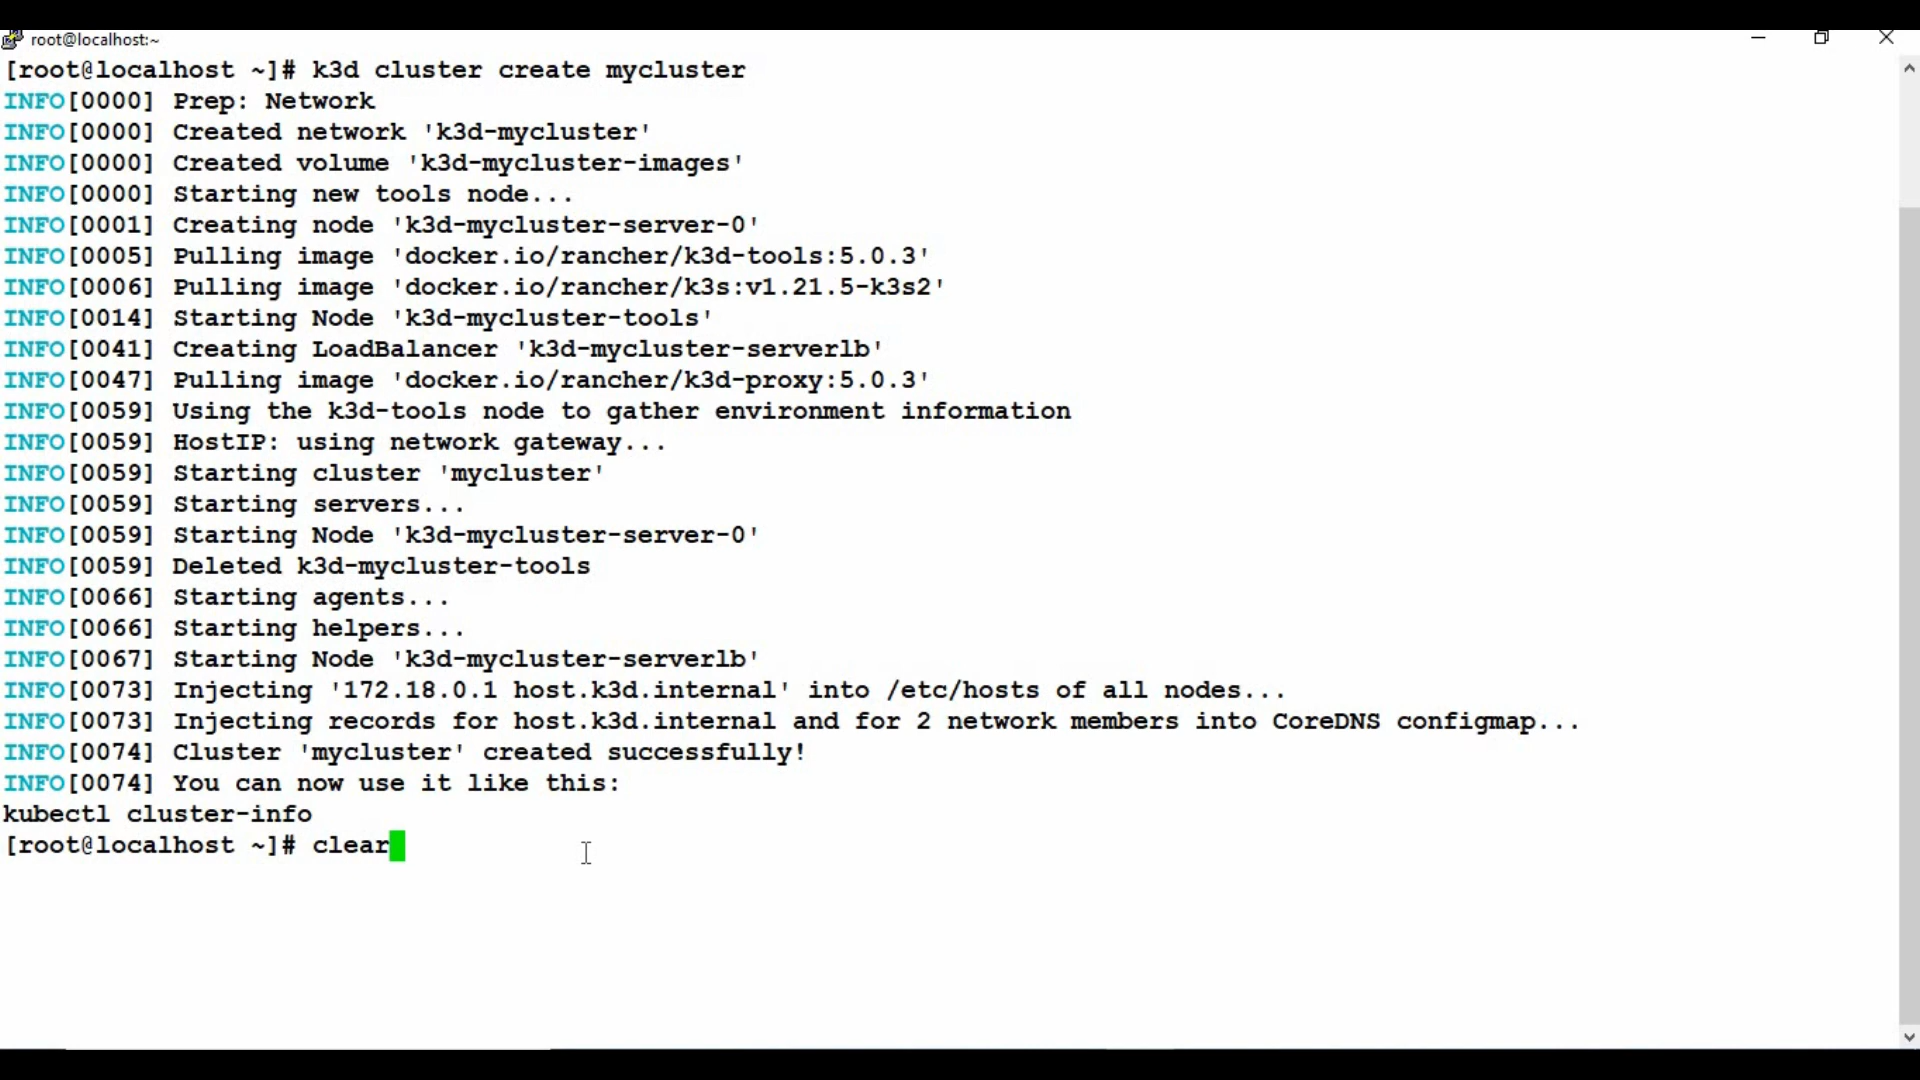 root@localhost:~
[root@localhost ~]# k3d cluster create mycluster
INFO[0000] Prep: Network
INFO[0000] Created network 'k3d-mycluster'
INFO[0000] Created volume 'k3d-mycluster-images'
INFO[0000] Starting new tools node...
INFO[0001] Creating node 'k3d-mycluster-server-0'
INFO[0005] Pulling image 'docker.io/rancher/k3d-tools:5.0.3'
INFO[0006] Pulling image 'docker.io/rancher/k3s:v1.21.5-k3s2'
INFO[0014] Starting Node 'k3d-mycluster-tools'
INFO[0041] Creating LoadBalancer 'k3d-mycluster-serverlb'
INFO[0047] Pulling image 'docker.io/rancher/k3d-proxy:5.0.3'
INFO[0059] Using the k3d-tools node to gather environment information
INFO[0059] HostIP: using network gateway...
INFO[0059] Starting cluster 'mycluster'
INFO[0059] Starting servers...
INFO[0059] Starting Node 'k3d-mycluster-server-0'
INFO[0059] Deleted k3d-mycluster-tools
INFO[0066] Starting agents...
INFO[0066] Starting helpers...
INFO[0067] Starting Node 'k3d-mycluster-serverlb'
INFO[0073] Injecting '172.18.0.1 host.k3d.internal' into /etc/hosts of all nodes...
INFO[0073] Injecting records for host.k3d.internal and for 2 network members into CoreDNS configmap...
INFO[0074] Cluster 'mycluster' created successfully!
INFO[0074] You can now use it like this:
kubectl cluster-info
[root@localhost ~]# clear